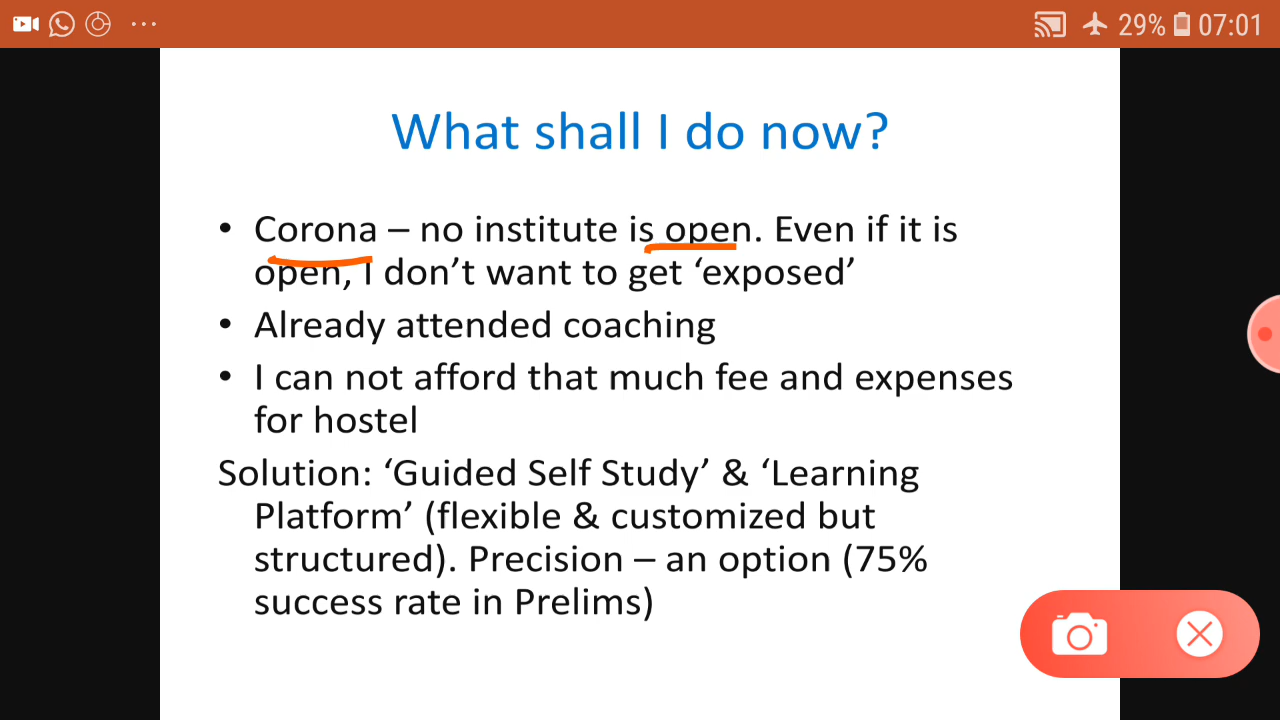 29% 07:01
What shall I do now?
• Corona – no institute is open. Even if it is
open, I don’t want to get ‘exposed’
• Already attended coaching
• I can not afford that much fee and expenses
for hostel
Solution: ‘Guided Self Study’ & ‘Learning
Platform’ (flexible & customized but
structured). Precision – an option (75%
success rate in Prelims)